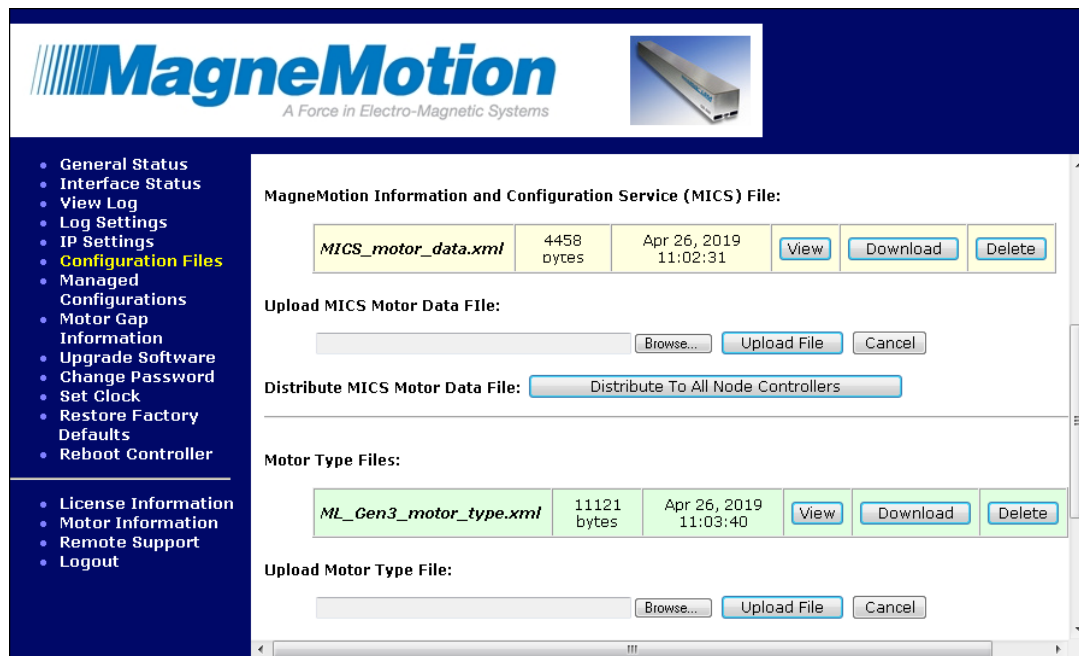 MagneMotion
A Force in Electro-Magnetic Systems
General Status
Interface Status
View Log
Log Settings
IP Settings
Configuration Files
Managed
Configurations
Motor Gap
Information
Upgrade Software
Change Password
Set Clock
Restore Factory
Defaults
Reboot Controller
License Information
Motor Information
Remote Support
Logout
MagneMotion Information and Configuration Service (MICS) File:
MICS_motor_data.xml 4458 bytes Apr 26, 2019 11:02:31 View Download Delete
Upload MICS Motor Data FIle:
Browse... Upload File Cancel
Distribute MICS Motor Data File: Distribute To All Node Controllers
Motor Type Files:
ML_Gen3_motor_type.xml 11121 bytes Apr 26, 2019 11:03:40 View Download Delete
Upload Motor Type File:
Browse... Upload File Cancel